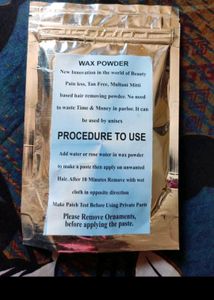 WAX POWDER
New Innovation in the world of Beauty
Pain less, Tan Free, Multani Mitti
based hair removing powder. No need
to waste Time & Money in parlor. It can
be used by unisex
PROCEDURE TO USE
Add water or rose water in wax powder
to make a paste then apply on unwanted
Hair. After 10 Minutes Remove with wet
cloth in opposite direction
Make Patch Test Before Using Private Parts
Please Remove Ornaments,
before applying the paste.